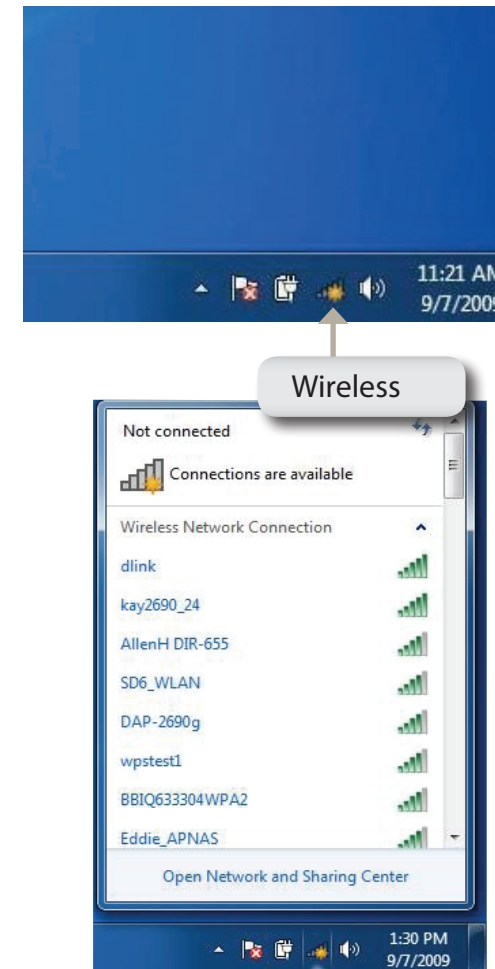 11:21 AM
9/7/2009
Wireless
Not connected
Connections are available
Wireless Network Connection
dlink
kay2690_24
AllenH DIR-655
SD6_WLAN
DAP-2690g
wpstest1
BBIQ633304WPA2
Eddie_APNAS
Open Network and Sharing Center
1:30 PM
9/7/2009